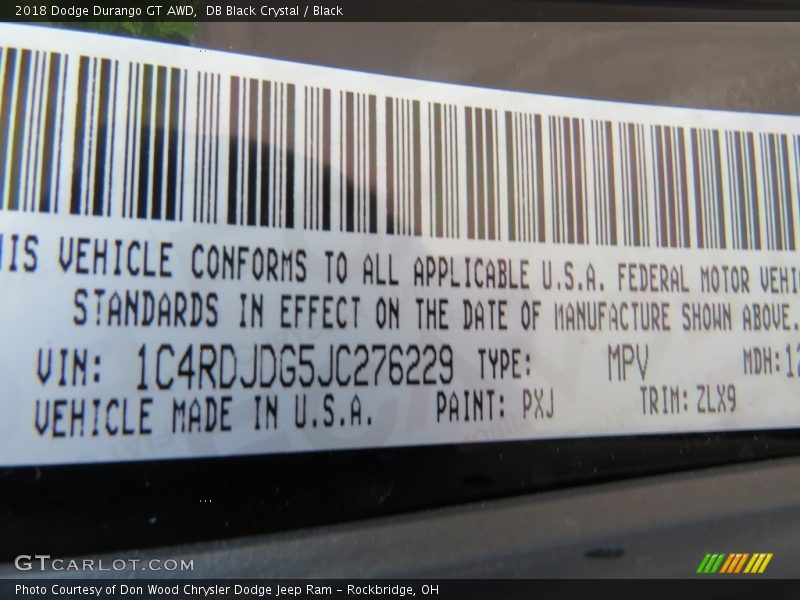 2018 Dodge Durango GT AWD, DB Black Crystal / Black
VEHICLE CONFORMS TO ALL APPLICABLE U.S.A. FEDERAL MOTOR
STANDARDS IN EFFECT ON THE DATE OF MANUFACTURE SHOWN ABOVE.
VIN: 1C4RDJDG5JC276229 TYPE: MPV MDH:12
VEHICLE MADE IN U.S.A. PAINT: PXJ TRIM: ZLX9
GTCARLOT.COM
Photo Courtesy of Don Wood Chrysler Dodge Jeep Ram - Rockbridge, OH